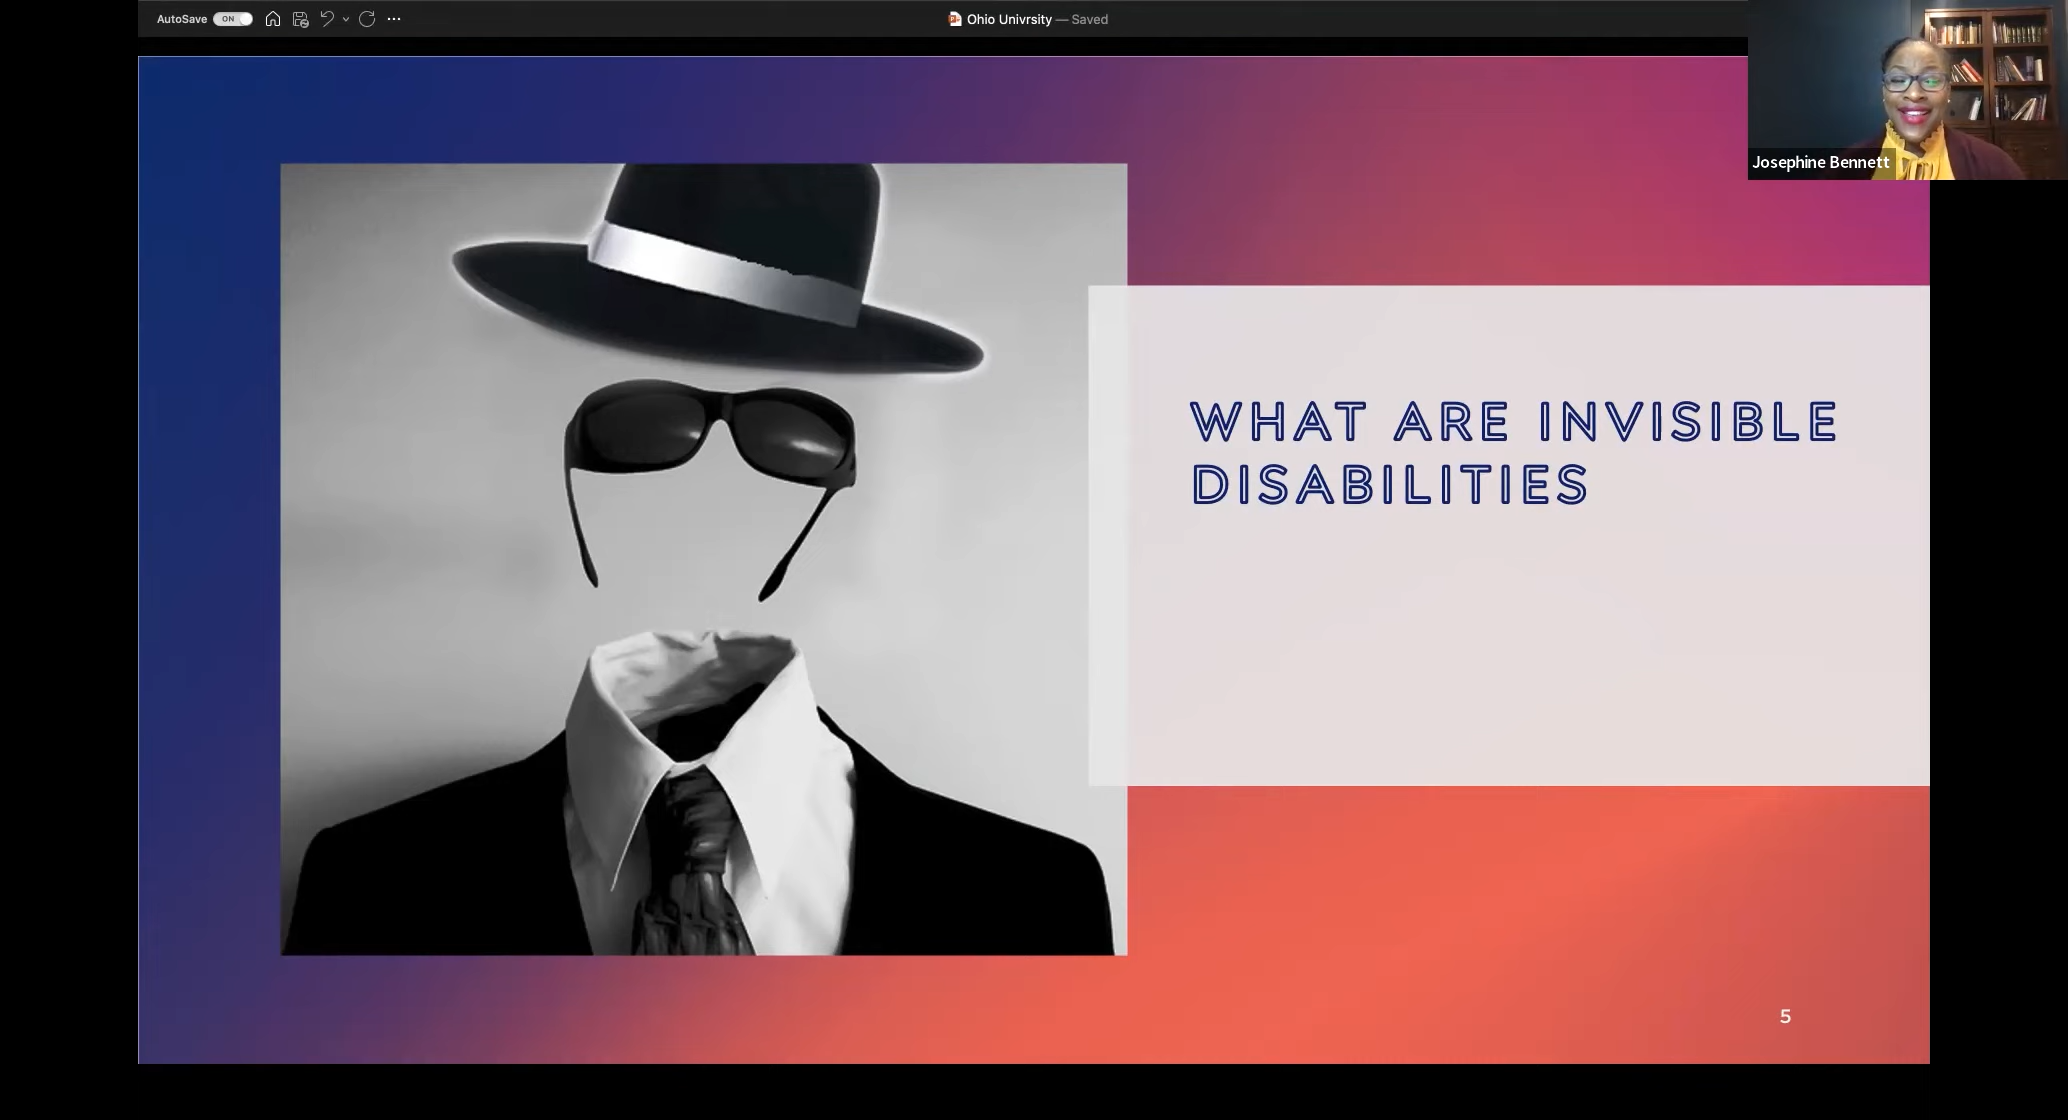 AutoSave ON
Ohio Univrsity — Saved
Josephine Bennett
WHAT ARE INVISIBLE
DISABILITIES
5